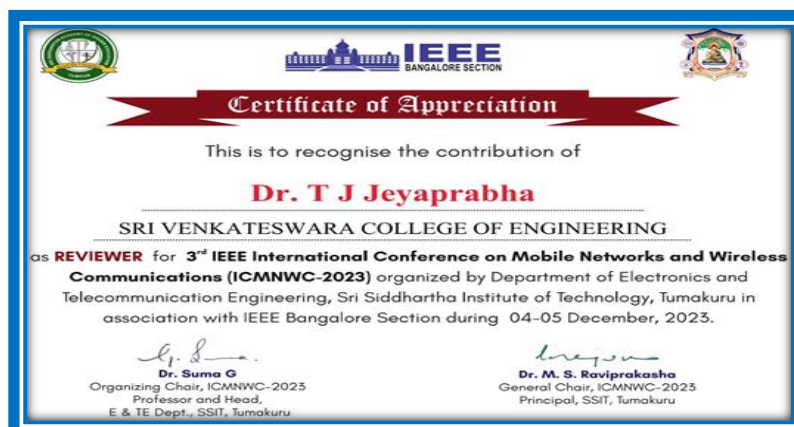 IEEE
BANGALORE SECTION
Certificate of Appreciation
This is to recognise the contribution of
Dr. T J Jeyaprabha
SRI VENKATESWARA COLLEGE OF ENGINEERING
as REVIEWER for 3rd IEEE International Conference on Mobile Networks and Wireless
Communications (ICMNWC-2023) organized by Department of Electronics and
Telecommunication Engineering, Sri Siddhartha Institute of Technology, Tumakuru in
association with IEEE Bangalore Section during 04-05 December, 2023.
Dr. Suma G
Organizing Chair, ICMNWC-2023
Professor and Head,
E & TE Dept., SSIT, Tumakuru
Dr. M. S. Raviprakasha
General Chair, ICMNWC-2023
Principal, SSIT, Tumakuru